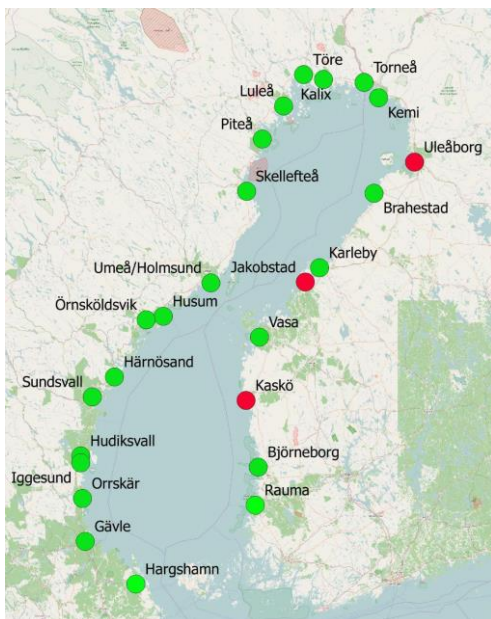 Töre
Torneå
Luleå
Kalix
Kemi
Piteå
Uleåborg
Skellefteå
Brahestad
Karleby
Umeå/Holmsund
Jakobstad
Örnsköldsvik
Husum
Vasa
Härnösand
Sundsvall
Kaskö
Hudiksvall
Björneborg
Iggesund
Rauma
Orrskär
Gävle
Hargshamn